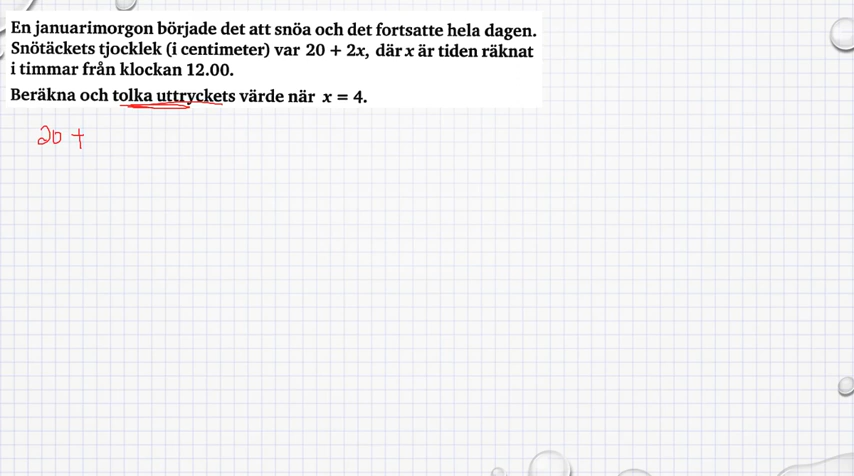 En januarimorgon började det att snöa och det fortsatte hela dagen.
Snötäckets tjocklek (i centimeter) var 20 + 2x, där x är tiden räknat
i timmar från klockan 12.00.
Beräkna och tolka uttryckets värde när x = 4.
20 +